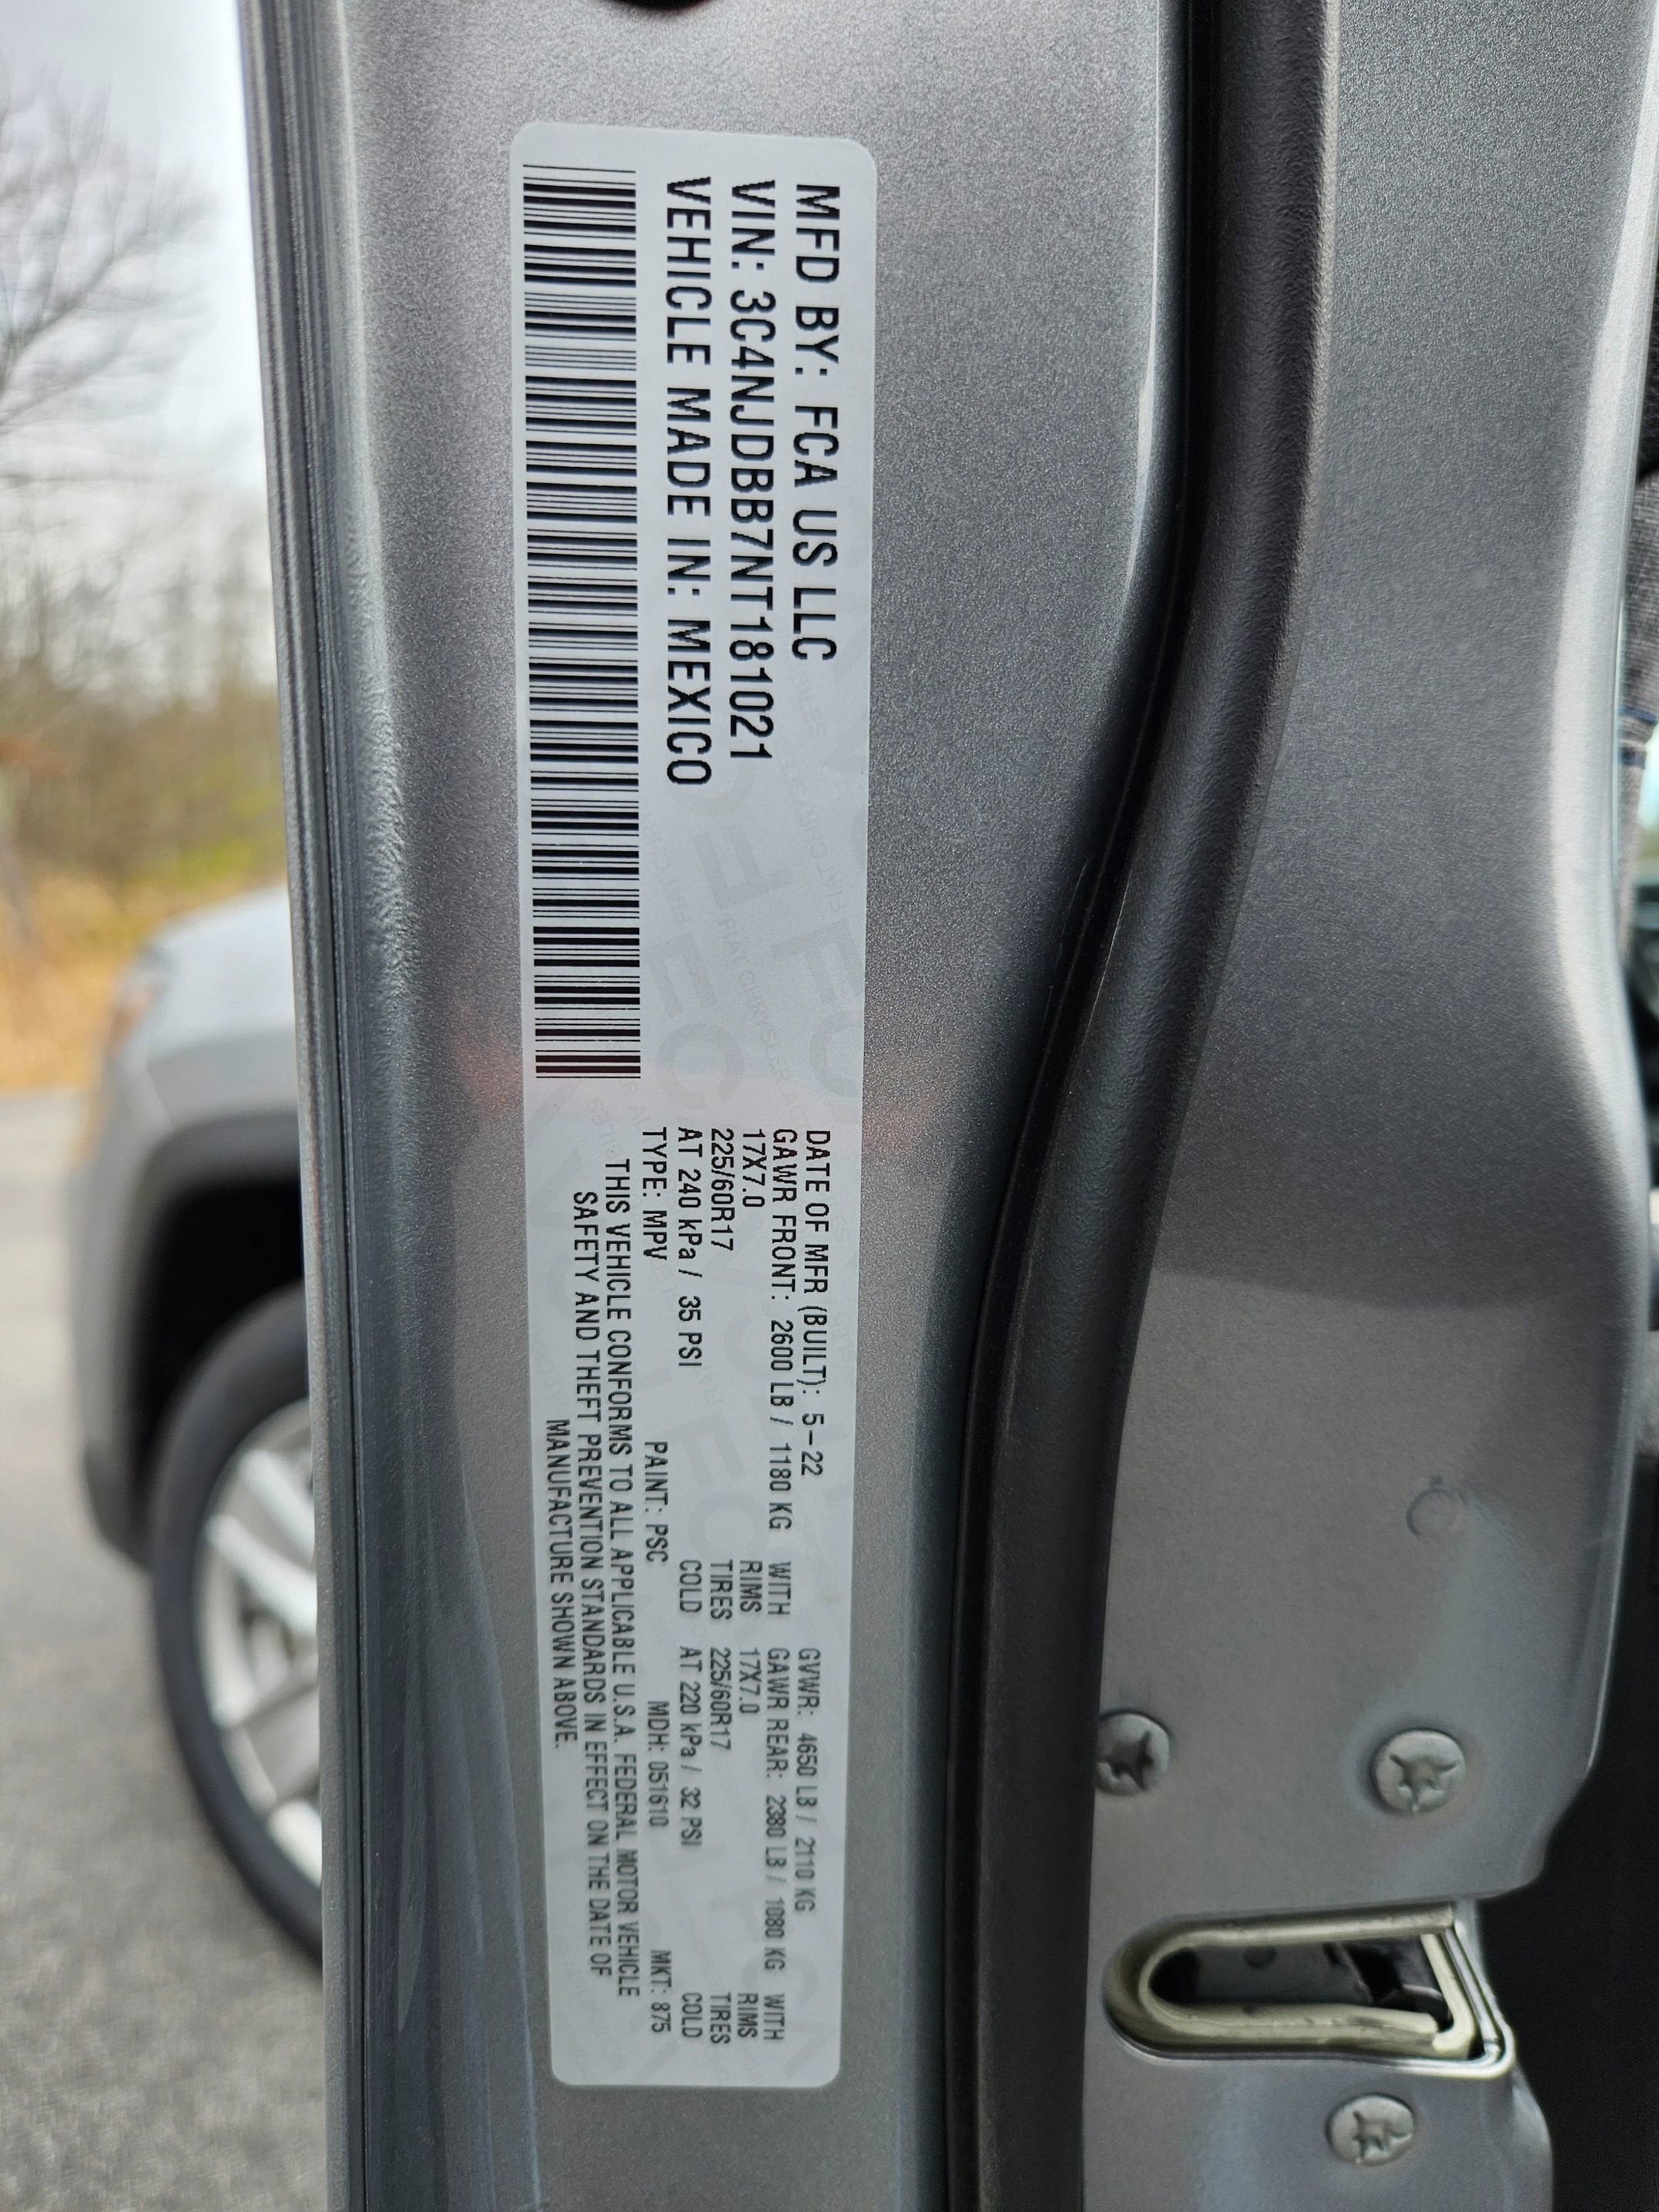 MFD BY: FCA US LLC
VIN: 3C4NJDBB7NT181021
VEHICLE MADE IN: MEXICO
DATE OF MFR (BUILT): 5-22
GVWR: 4650 LB / 2110 KG
GAWR FRONT: 2600 LB / 1180 KG WITH
GAWR REAR: 2380 LB / 1080 KG WITH
17X7.0 RIMS
17X7.0 RIMS
225/60R17 TIRES
225/60R17 TIRES
AT 240 kPa / 35 PSI COLD
AT 220 kPa / 32 PSI COLD
TYPE: MPV PAINT: PSC MDH: 051610 MKT: 875
THIS VEHICLE CONFORMS TO ALL APPLICABLE U.S.A. FEDERAL MOTOR VEHICLE
SAFETY AND THEFT PREVENTION STANDARDS IN EFFECT ON THE DATE OF
MANUFACTURE SHOWN ABOVE.